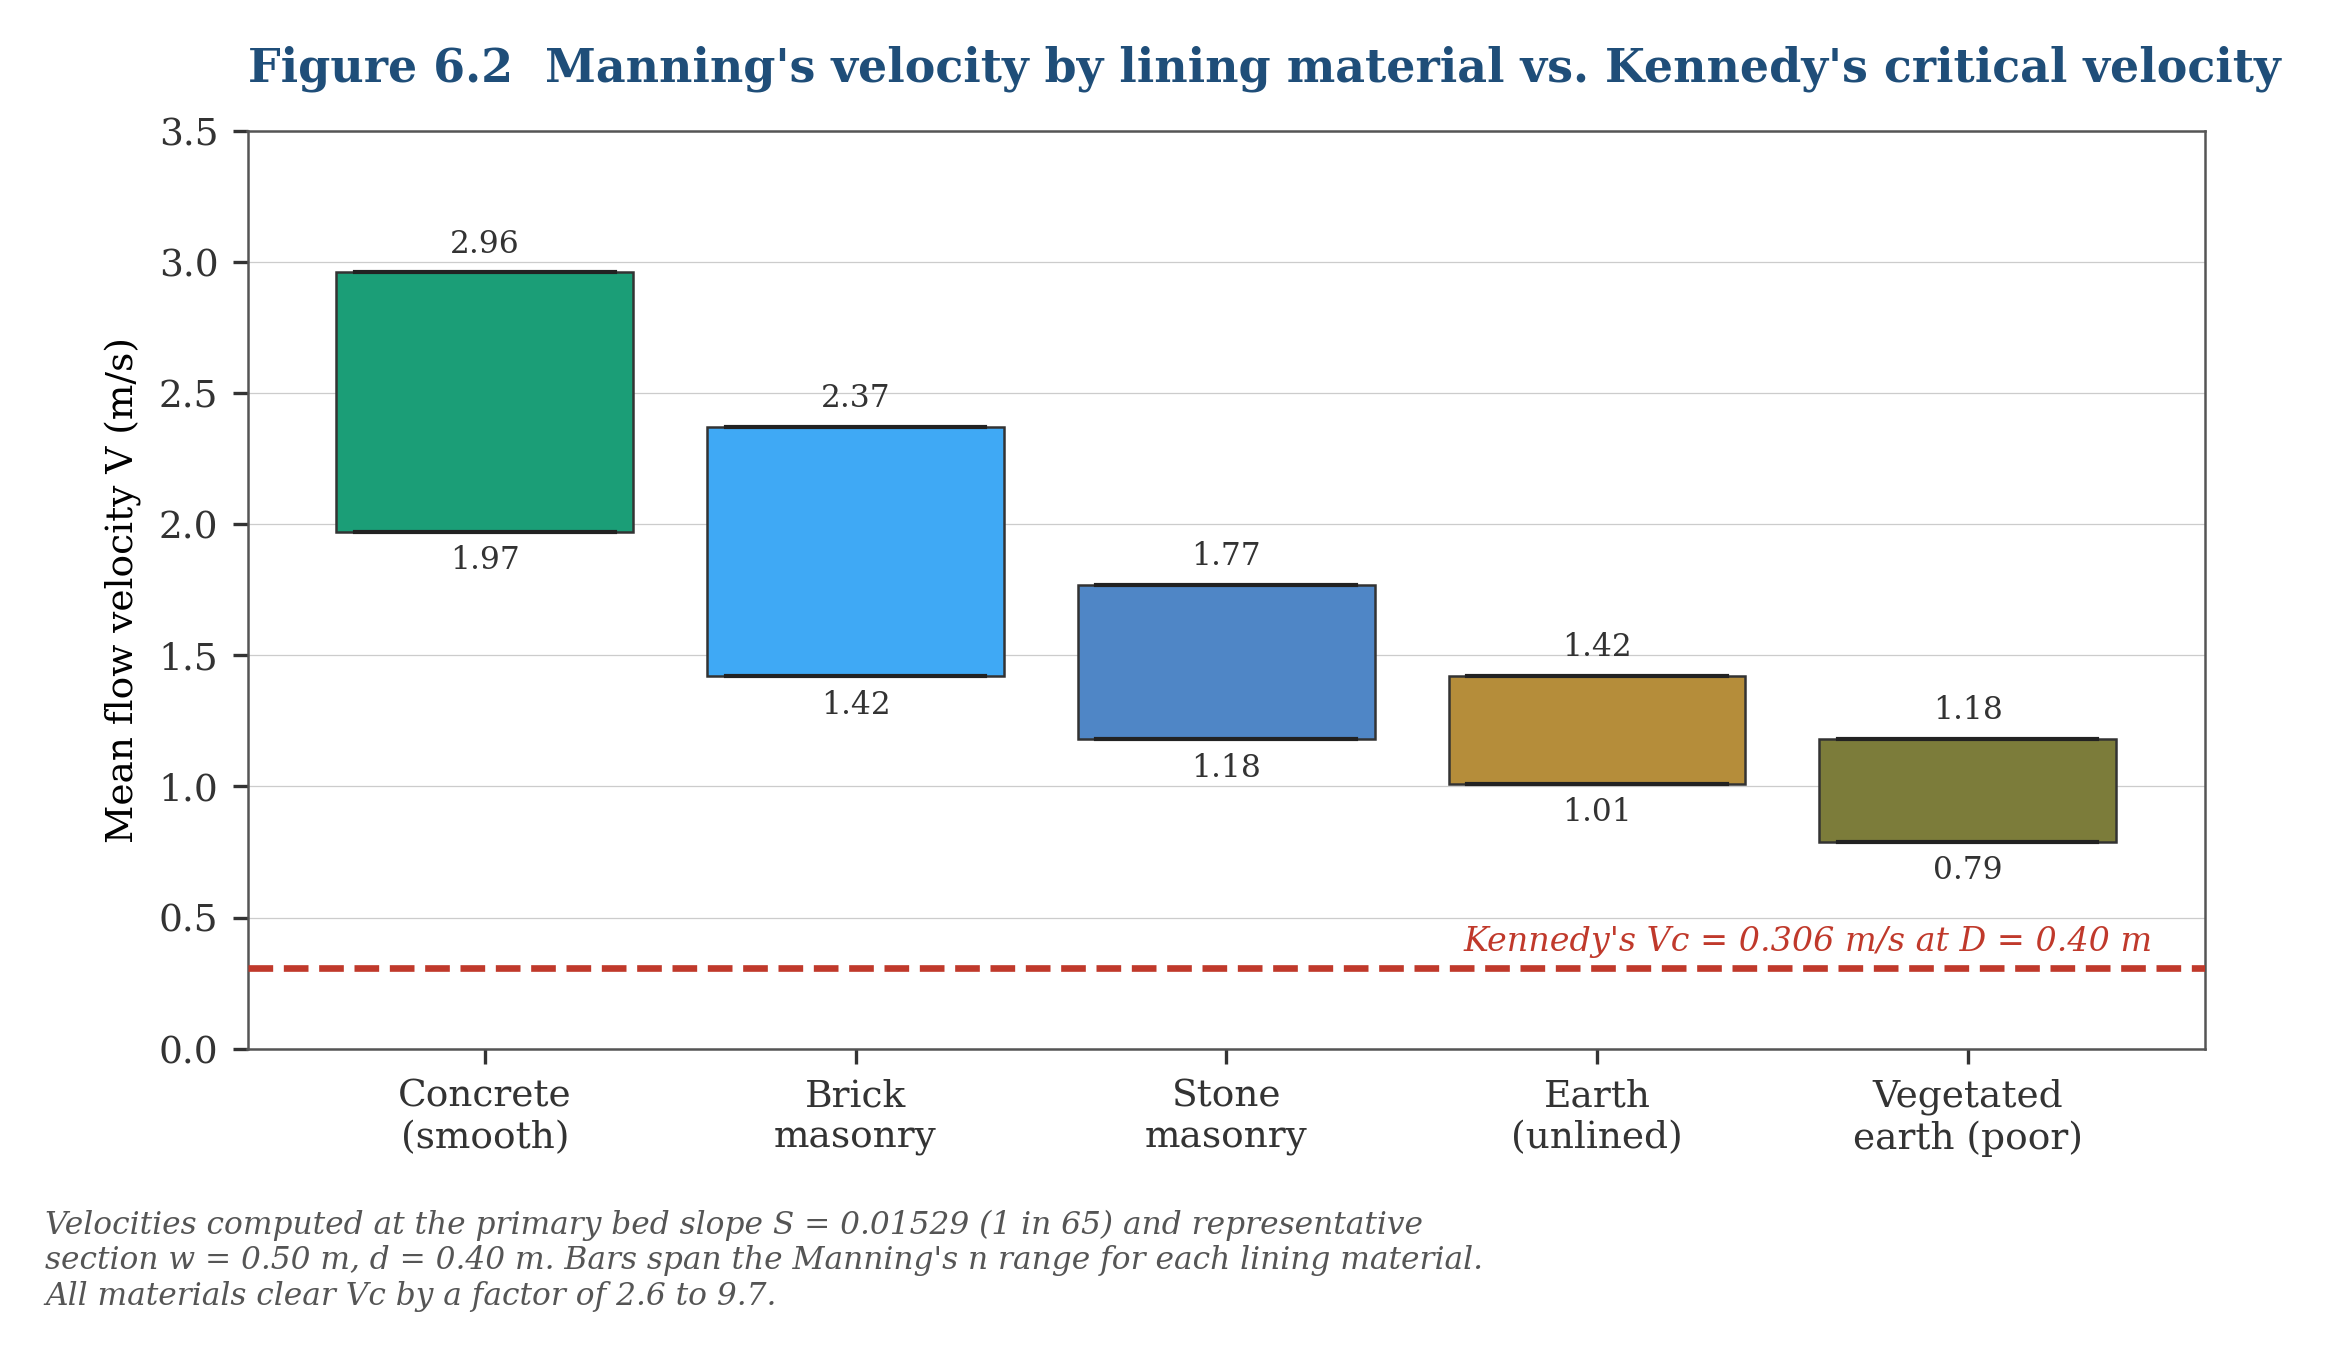 Figure 6.2  Manning's velocity by lining material vs. Kennedy's critical velocity
Mean flow velocity V (m/s)
3.5
3.0
2.5
2.0
1.5
1.0
0.5
0.0
2.96
1.97
2.37
1.42
1.77
1.18
1.42
1.01
1.18
0.79
Kennedy's Vc = 0.306 m/s at D = 0.40 m
Concrete
(smooth)
Brick
masonry
Stone
masonry
Earth
(unlined)
Vegetated
earth (poor)
Velocities computed at the primary bed slope S = 0.01529 (1 in 65) and representative
section w = 0.50 m, d = 0.40 m. Bars span the Manning's n range for each lining material.
All materials clear Vc by a factor of 2.6 to 9.7.